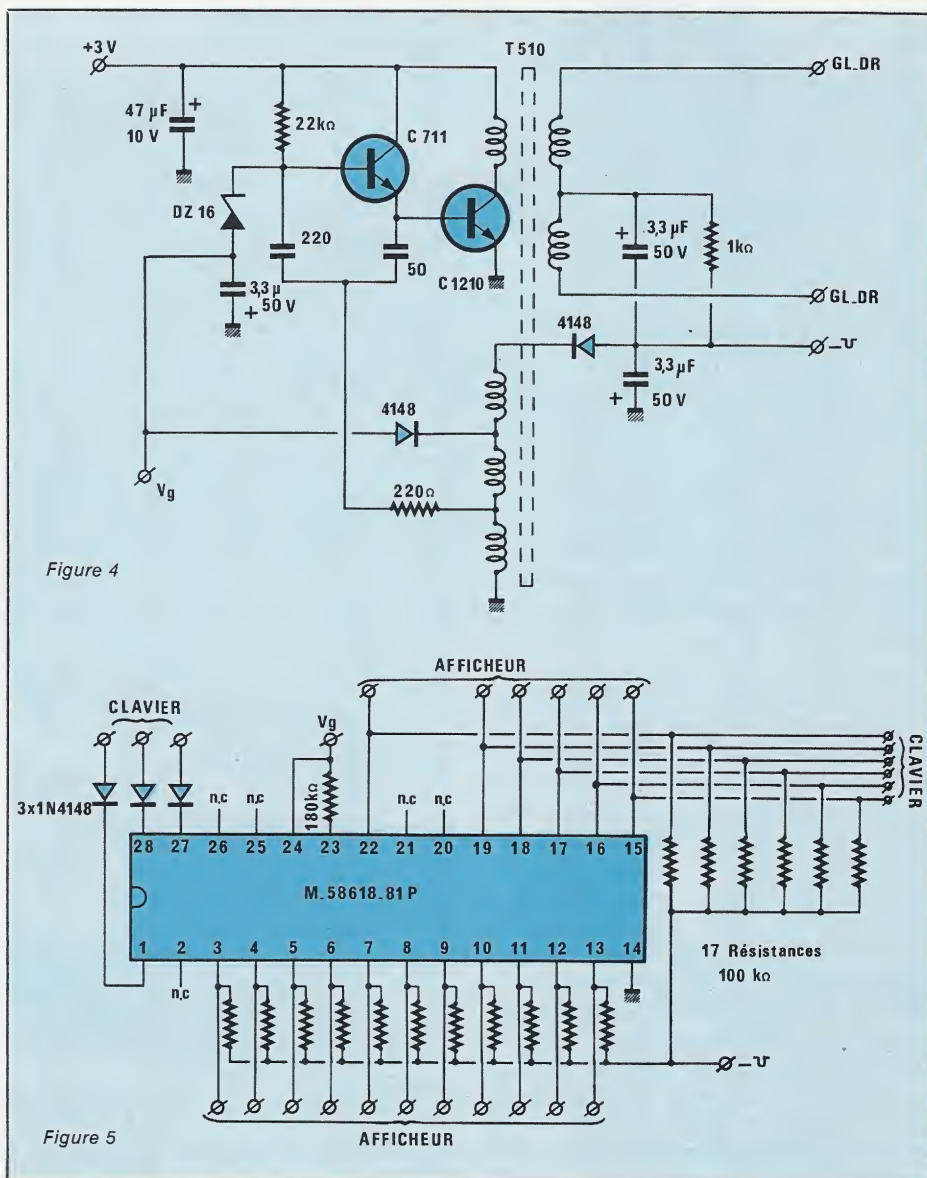 T 510
+3 V
GL_DR
47 µF
10 V
22kΩ
C 711
DZ 16
220
50
C 1210
3,3 µF
50 V
1kΩ
3,3 µ
50 V
GL_DR
4148
3,3 µF
50 V
4148
Vg
220Ω
Figure 4
AFFICHEUR
CLAVIER
Vg
CLAVIER
3x1N4148
n.c
n.c
180kΩ
n.c
n.c
28 27 26 25 24 23 22 21 20 19 18 17 16 15
M_58618_81 P
1 2 3 4 5 6 7 8 9 10 11 12 13 14
n.c
17 Résistances
100 kΩ
AFFICHEUR
Figure 5